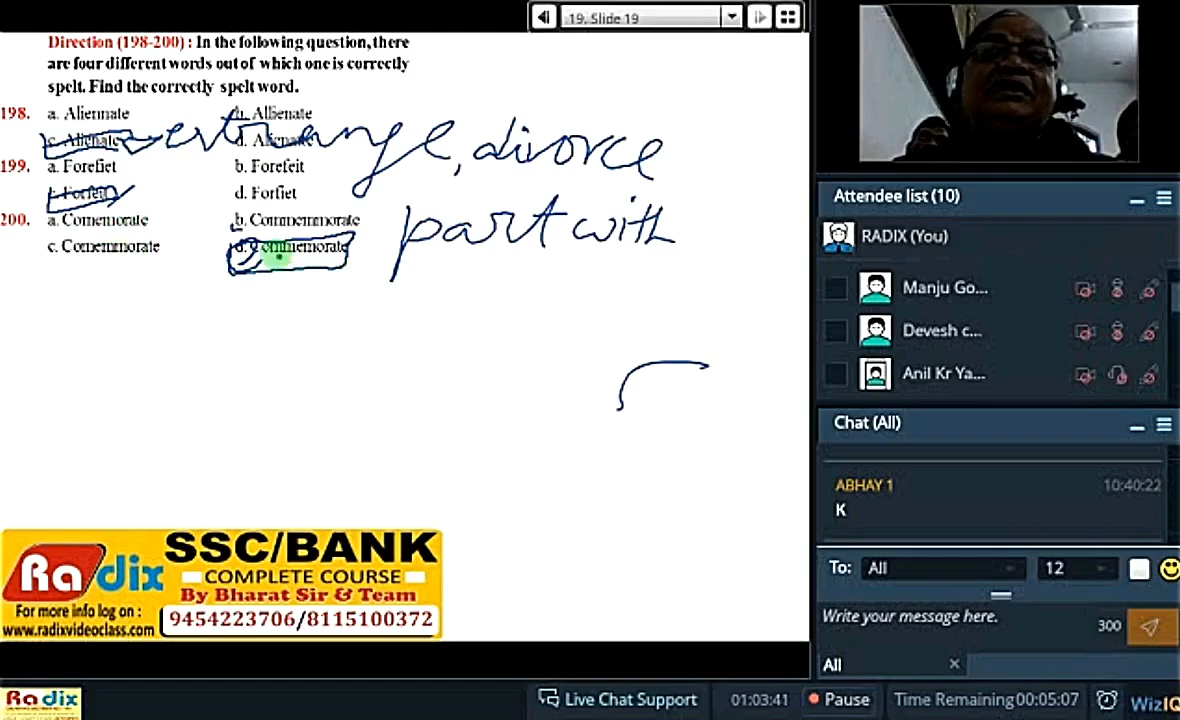 19. Slide 19
Direction (198-200) : In the following question, there
are four different words out of which one is correctly
spelt. Find the correctly spelt word.
198. a. Aliennate b. Allienate
c. Alienate d. Alienatte
estrange, divorce
199. a. Forefiet b. Forefeit
c. Forfeit d. Forfiet
part with
200. a. Comemorate b. Commemmorate
c. Comemmorate d. Commemorate
Radix
SSC/BANK
COMPLETE COURSE
By Bharat Sir & Team
For more info log on :
www.radixvideoclass.com
9454223706/8115100372
Attendee list (10)
RADIX (You)
Manju Go...
Devesh c...
Anil Kr Ya...
Chat (All)
ABHAY 1 10:40:22
K
To: All 12
Write your message here. 300
All
Radix
Live Chat Support 01:03:41 Pause Time Remaining00:05:07 WizIQ